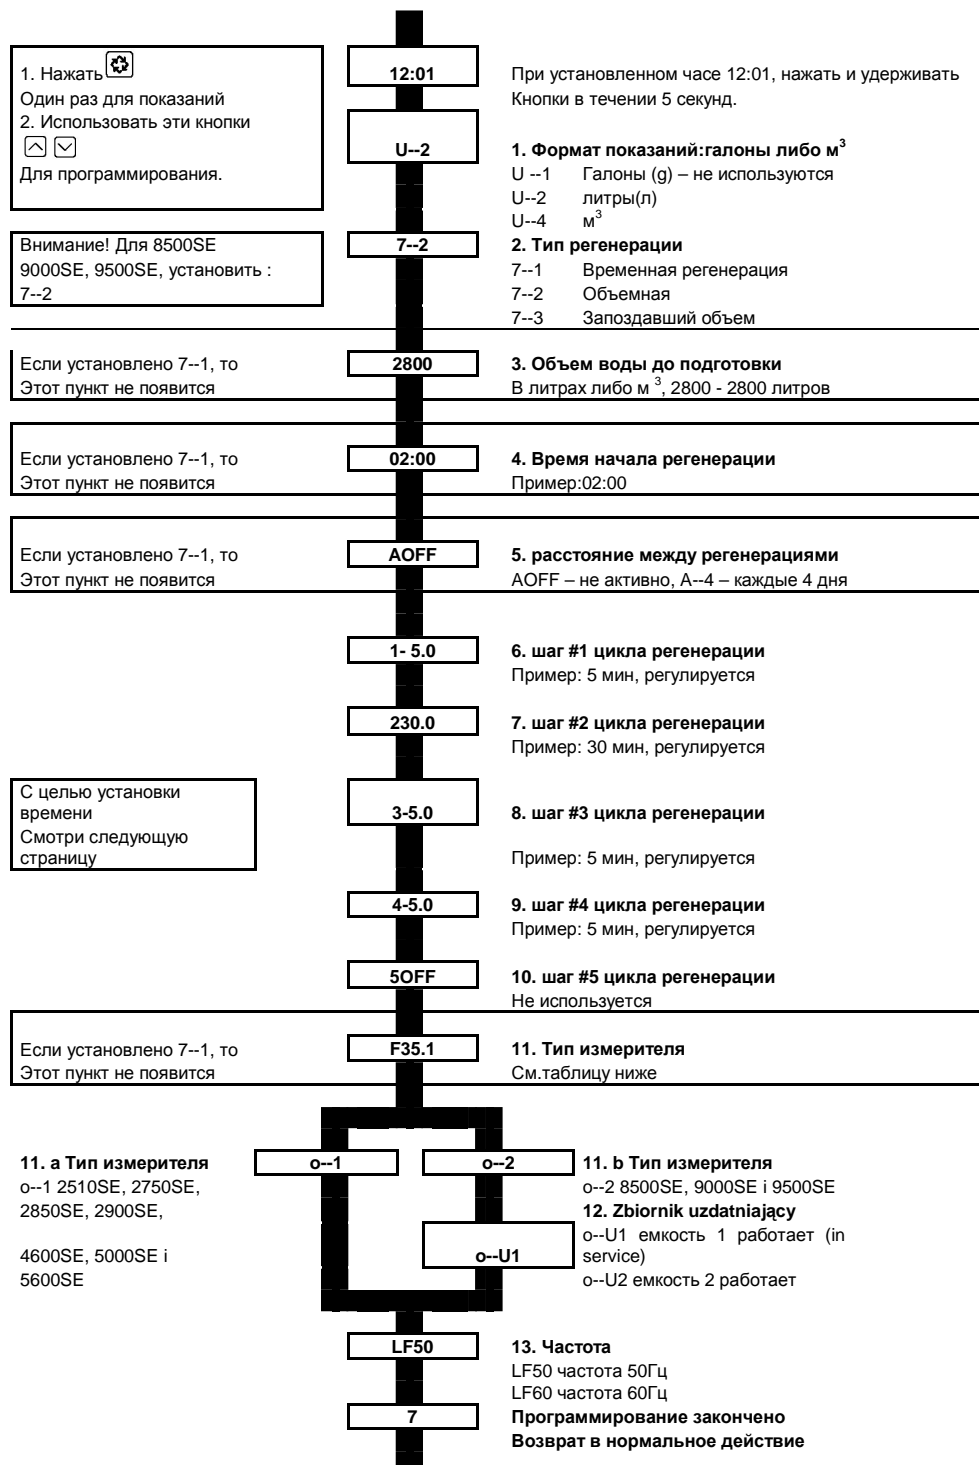 1. Нажать
Один раз для показаний
2. Использовать эти кнопки
Для программирования.
12:01
При установленном часе 12:01, нажать и удерживать
Кнопки в течении 5 секунд.
U--2
1. Формат показаний:галоны либо м³
U --1 Галоны (g) – не используются
U--2 литры(л)
U--4 м³
Внимание! Для 8500SE
9000SE, 9500SE, установить :
7--2
7--2
2. Тип регенерации
7--1 Временная регенерация
7--2 Объемная
7--3 Запоздавший объем
Если установлено 7--1, то
Этот пункт не появится
2800
3. Объем воды до подготовки
В литрах либо м ³, 2800 - 2800 литров
Если установлено 7--1, то
Этот пункт не появится
02:00
4. Время начала регенерации
Пример:02:00
Если установлено 7--1, то
Этот пункт не появится
AOFF
5. расстояние между регенерациями
AOFF – не активно, A--4 – каждые 4 дня
1- 5.0
6. шаг #1 цикла регенерации
Пример: 5 мин, регулируется
230.0
7. шаг #2 цикла регенерации
Пример: 30 мин, регулируется
С целью установки
времени
Смотри следующую
страницу
3-5.0
8. шаг #3 цикла регенерации
Пример: 5 мин, регулируется
4-5.0
9. шаг #4 цикла регенерации
Пример: 5 мин, регулируется
5OFF
10. шаг #5 цикла регенерации
Не используется
Если установлено 7--1, то
Этот пункт не появится
F35.1
11. Тип измерителя
См.таблицу ниже
11. a Тип измерителя
o--1 2510SE, 2750SE,
2850SE, 2900SE,
4600SE, 5000SE i
5600SE
o--1
o--2
o--U1
11. b Тип измерителя
o--2 8500SE, 9000SE i 9500SE
12. Zbiornik uzdatniający
o--U1 емкость 1 работает (in
service)
o--U2 емкость 2 работает
LF50
13. Частота
LF50 частота 50Гц
LF60 частота 60Гц
7
Программирование закончено
Возврат в нормальное действие